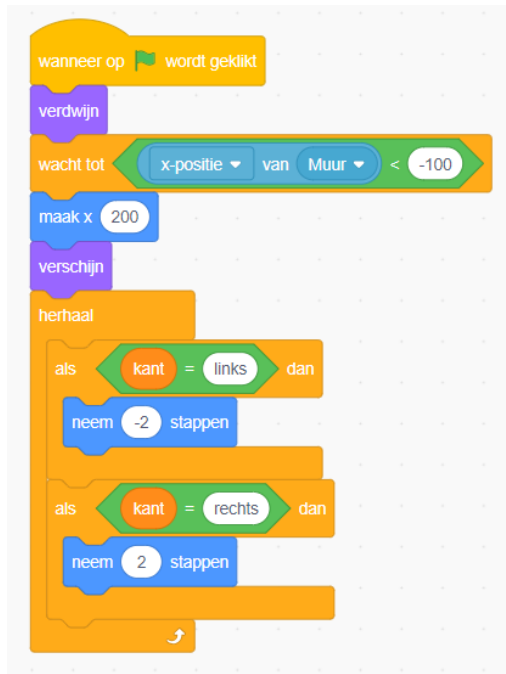 wanneer op wordt geklikt
verdwijn
wacht tot x-positie van Muur < -100
maak x 200
verschijn
herhaal
als kant = links dan
neem -2 stappen
als kant = rechts dan
neem 2 stappen